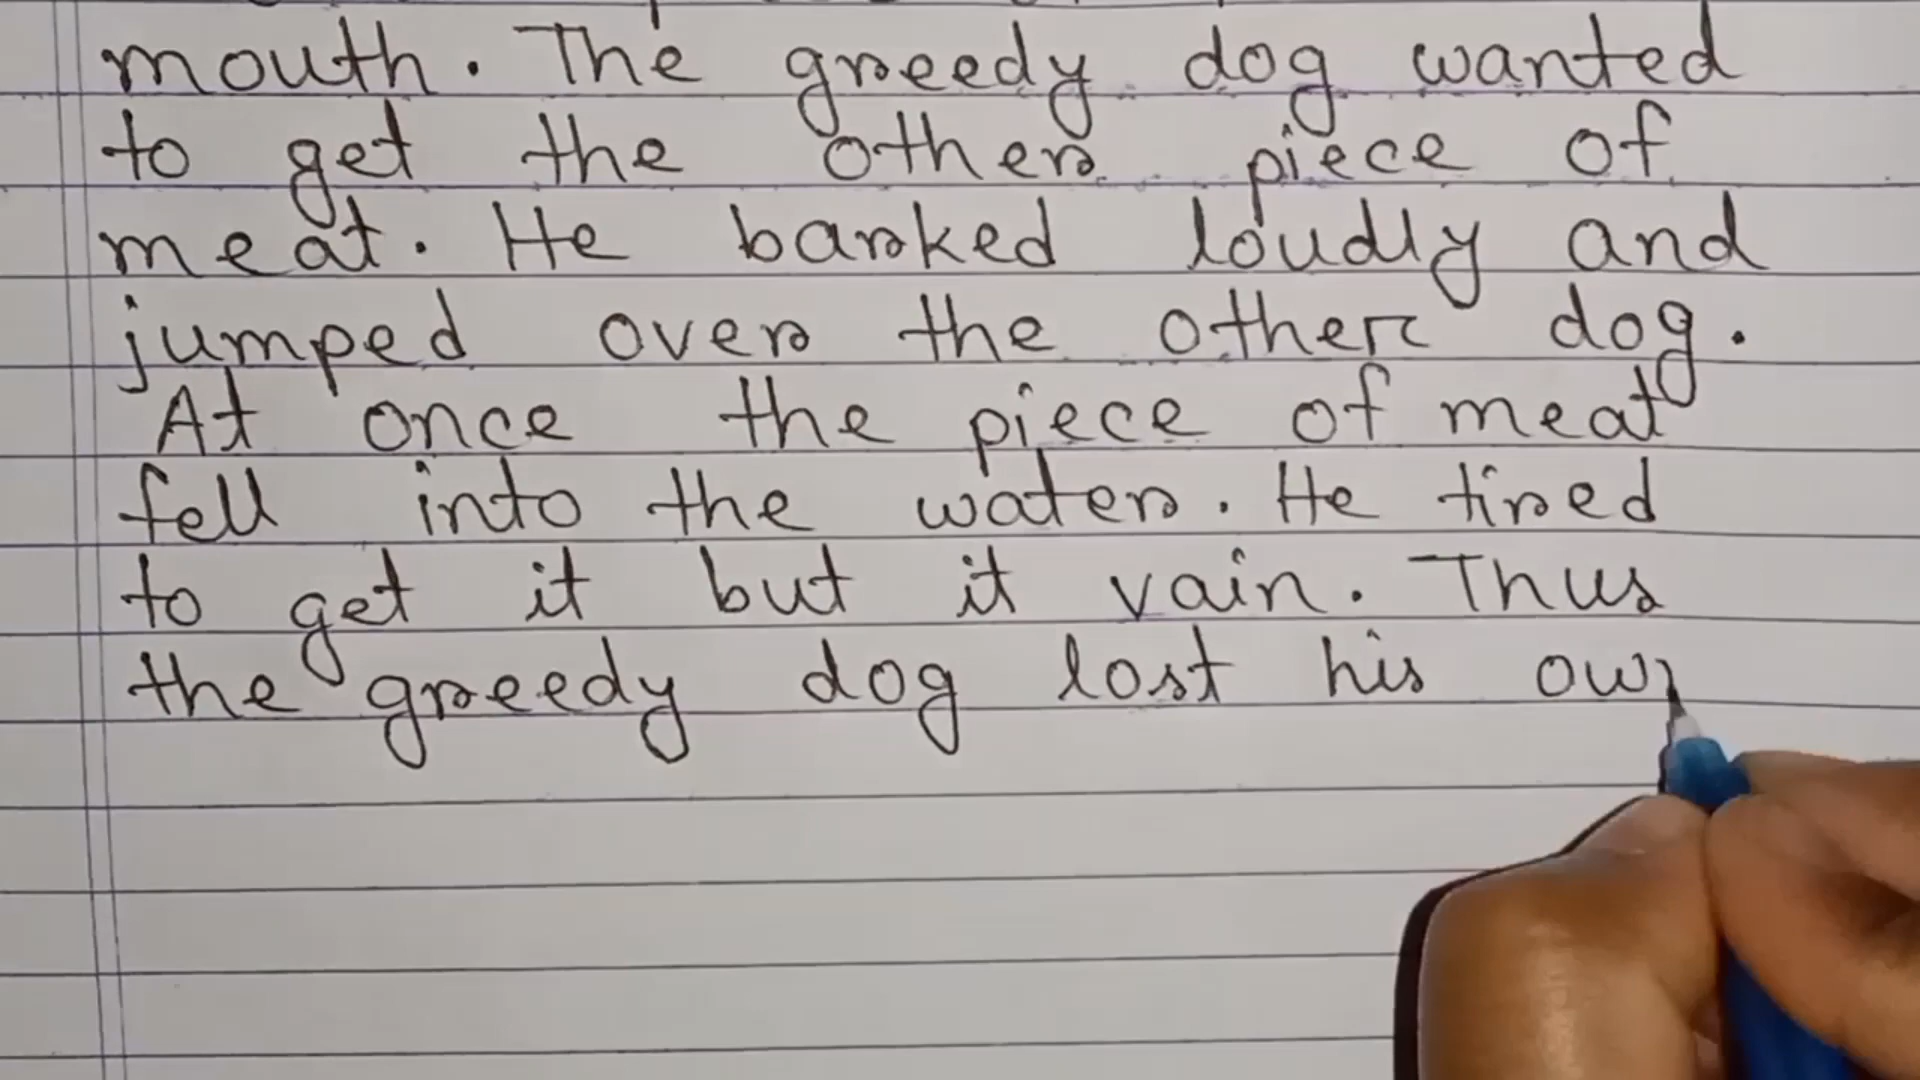 mouth. The greedy dog wanted
to get the other piece of
meat. He barked loudly and
jumped over the other dog.
At once the piece of meat
fell into the water. He tired
to get it but it vain. Thus
the greedy dog lost his own